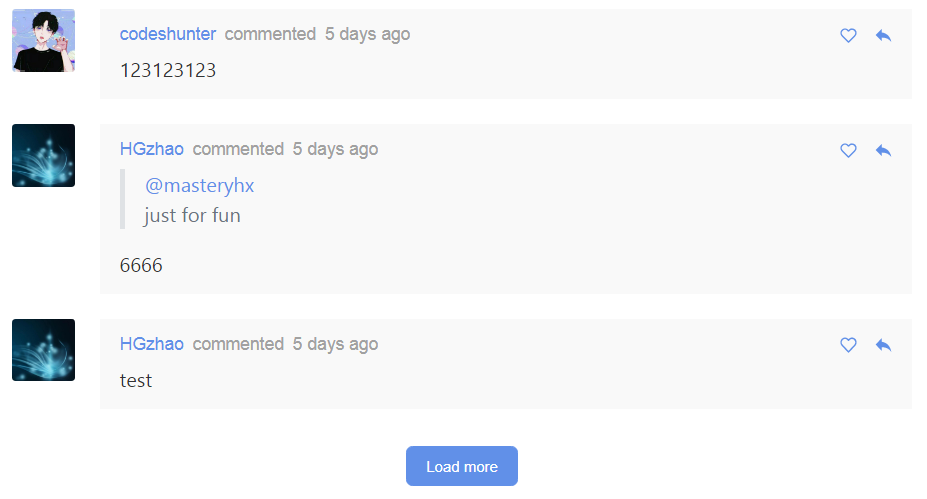 codeshunter commented 5 days ago
123123123
HGzhao commented 5 days ago
@masteryhx
just for fun
6666
HGzhao commented 5 days ago
test
Load more